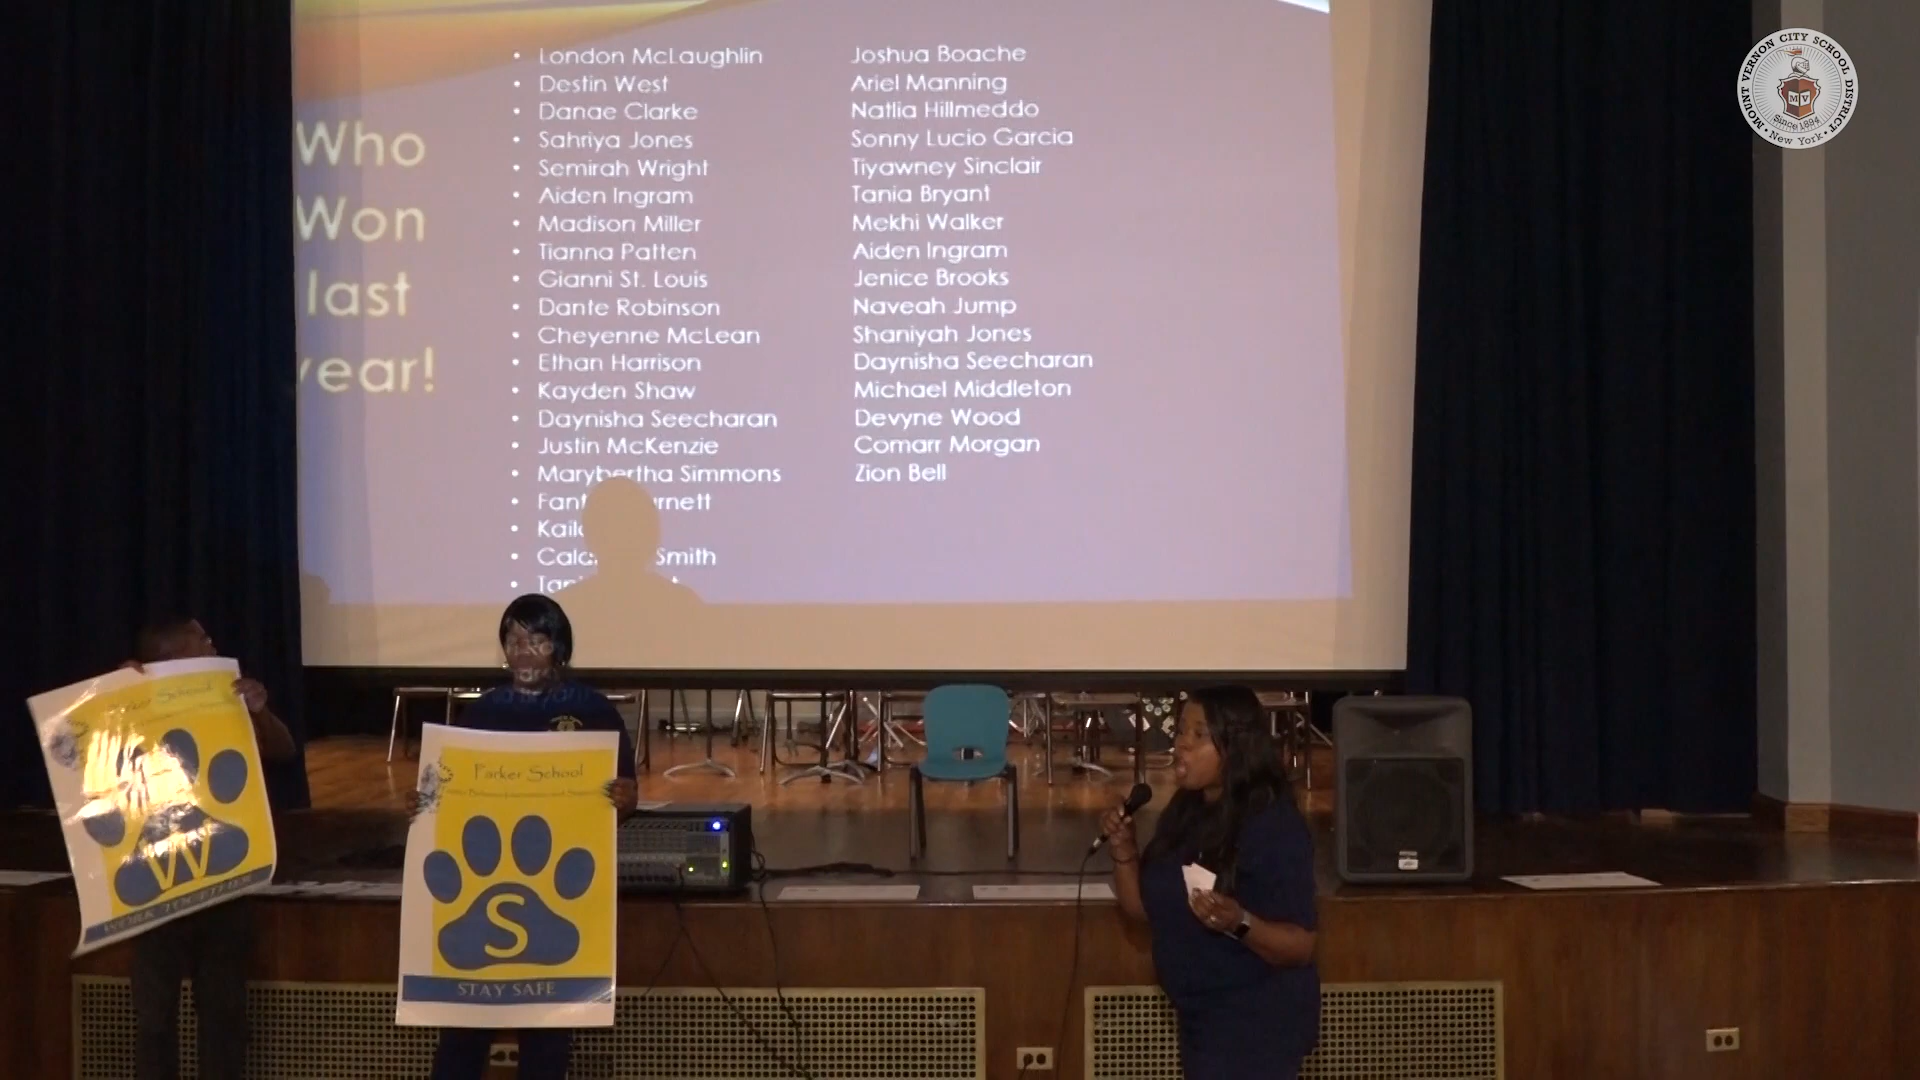 Who
Won
last
year!
• London McLaughlin
• Destin West
• Danae Clarke
• Sahriya Jones
• Semirah Wright
• Aiden Ingram
• Madison Miller
• Tianna Patten
• Gianni St. Louis
• Dante Robinson
• Cheyenne McLean
• Ethan Harrison
• Kayden Shaw
• Daynisha Seecharan
• Justin McKenzie
• Marybertha Simmons
• Smith
Joshua Boache
Ariel Manning
Natlia Hillmeddo
Sonny Lucio Garcia
Tiyawney Sinclair
Tania Bryant
Mekhi Walker
Aiden Ingram
Jenice Brooks
Naveah Jump
Shaniyah Jones
Daynisha Seecharan
Michael Middleton
Devyne Wood
Comarr Morgan
Zion Bell
MOUNT VERNON CITY SCHOOL DISTRICT
MV
Since 1894
• New York •
School
W
WORK TOGETHER
Parker School
S
STAY SAFE